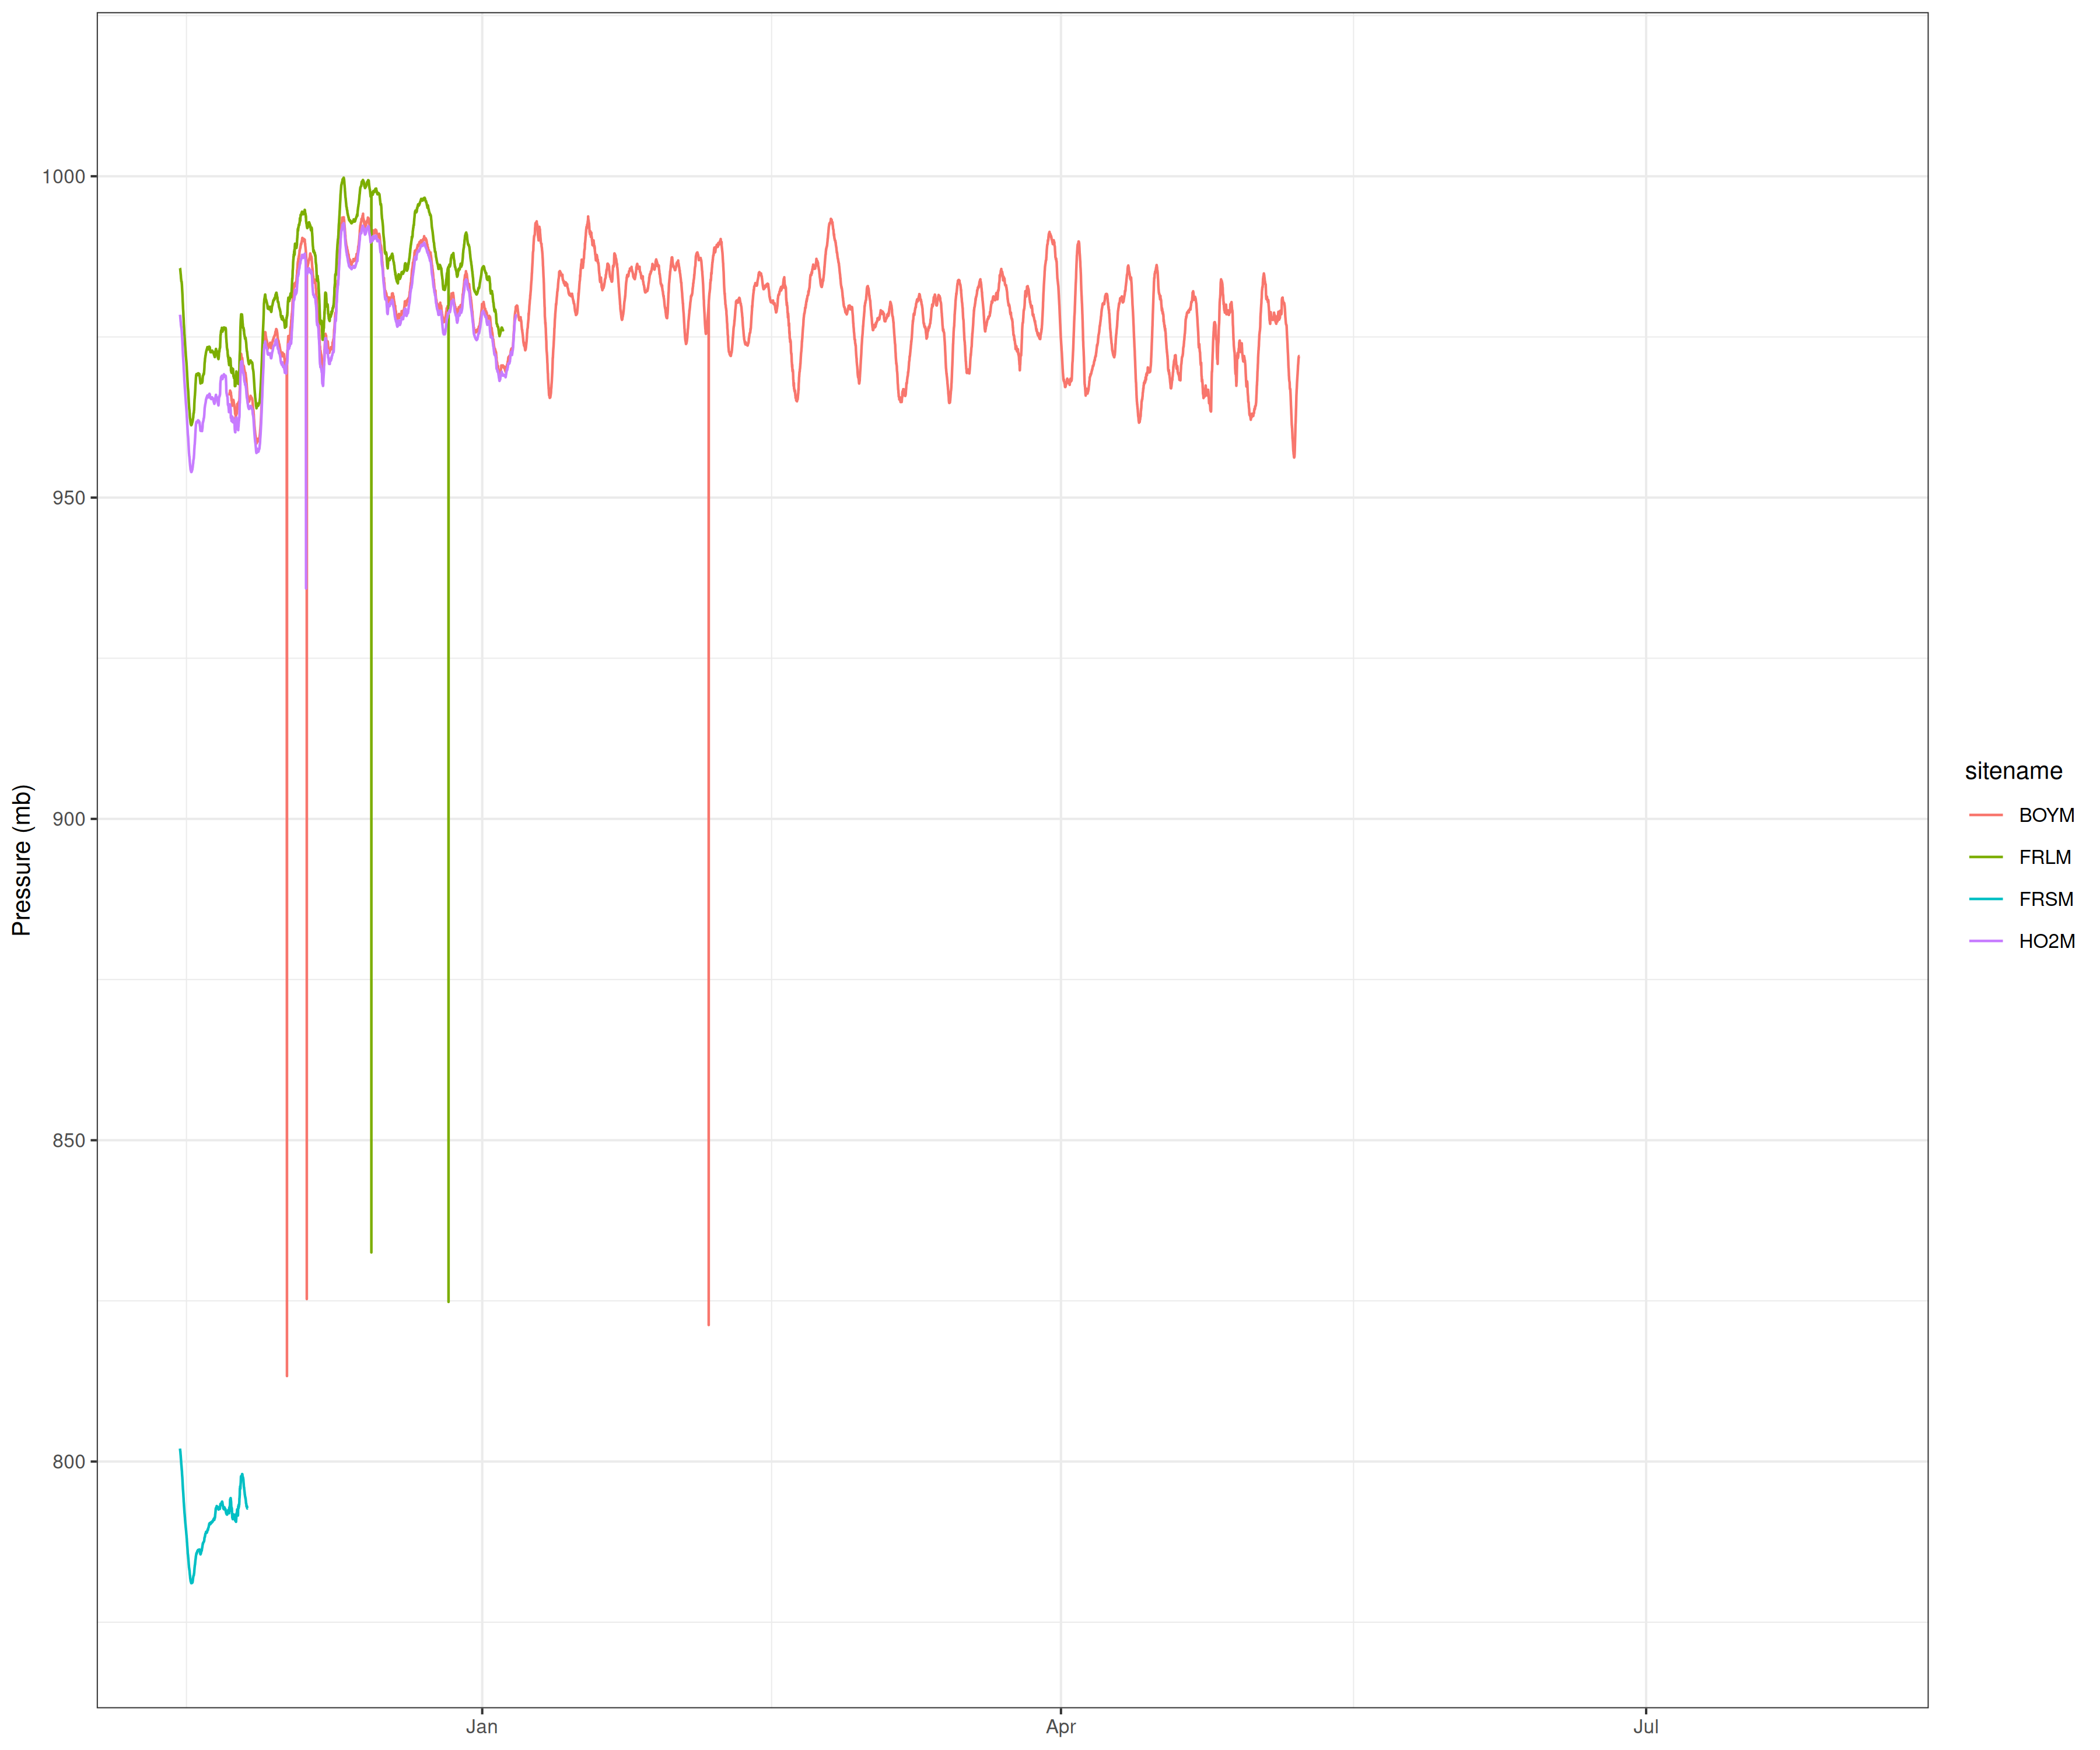 Pressure (mb)
1000
950
900
850
800
Jan
Apr
Jul
sitename
BOYM
FRLM
FRSM
HO2M